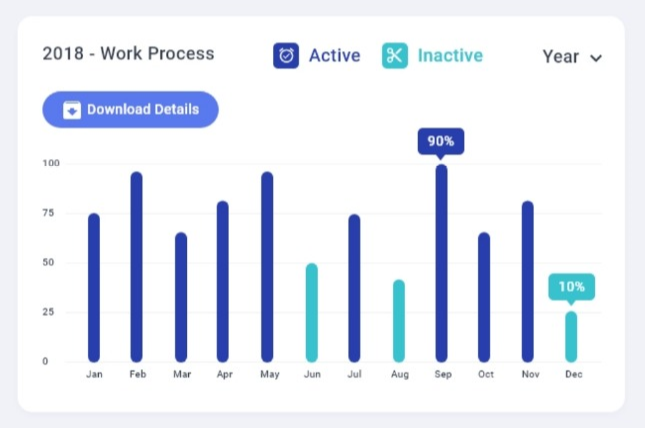 2018 - Work Process
Active
Inactive
Year
Download Details
90%
100
75
50
25
0
10%
Jan Feb Mar Apr May Jun Jul Aug Sep Oct Nov Dec